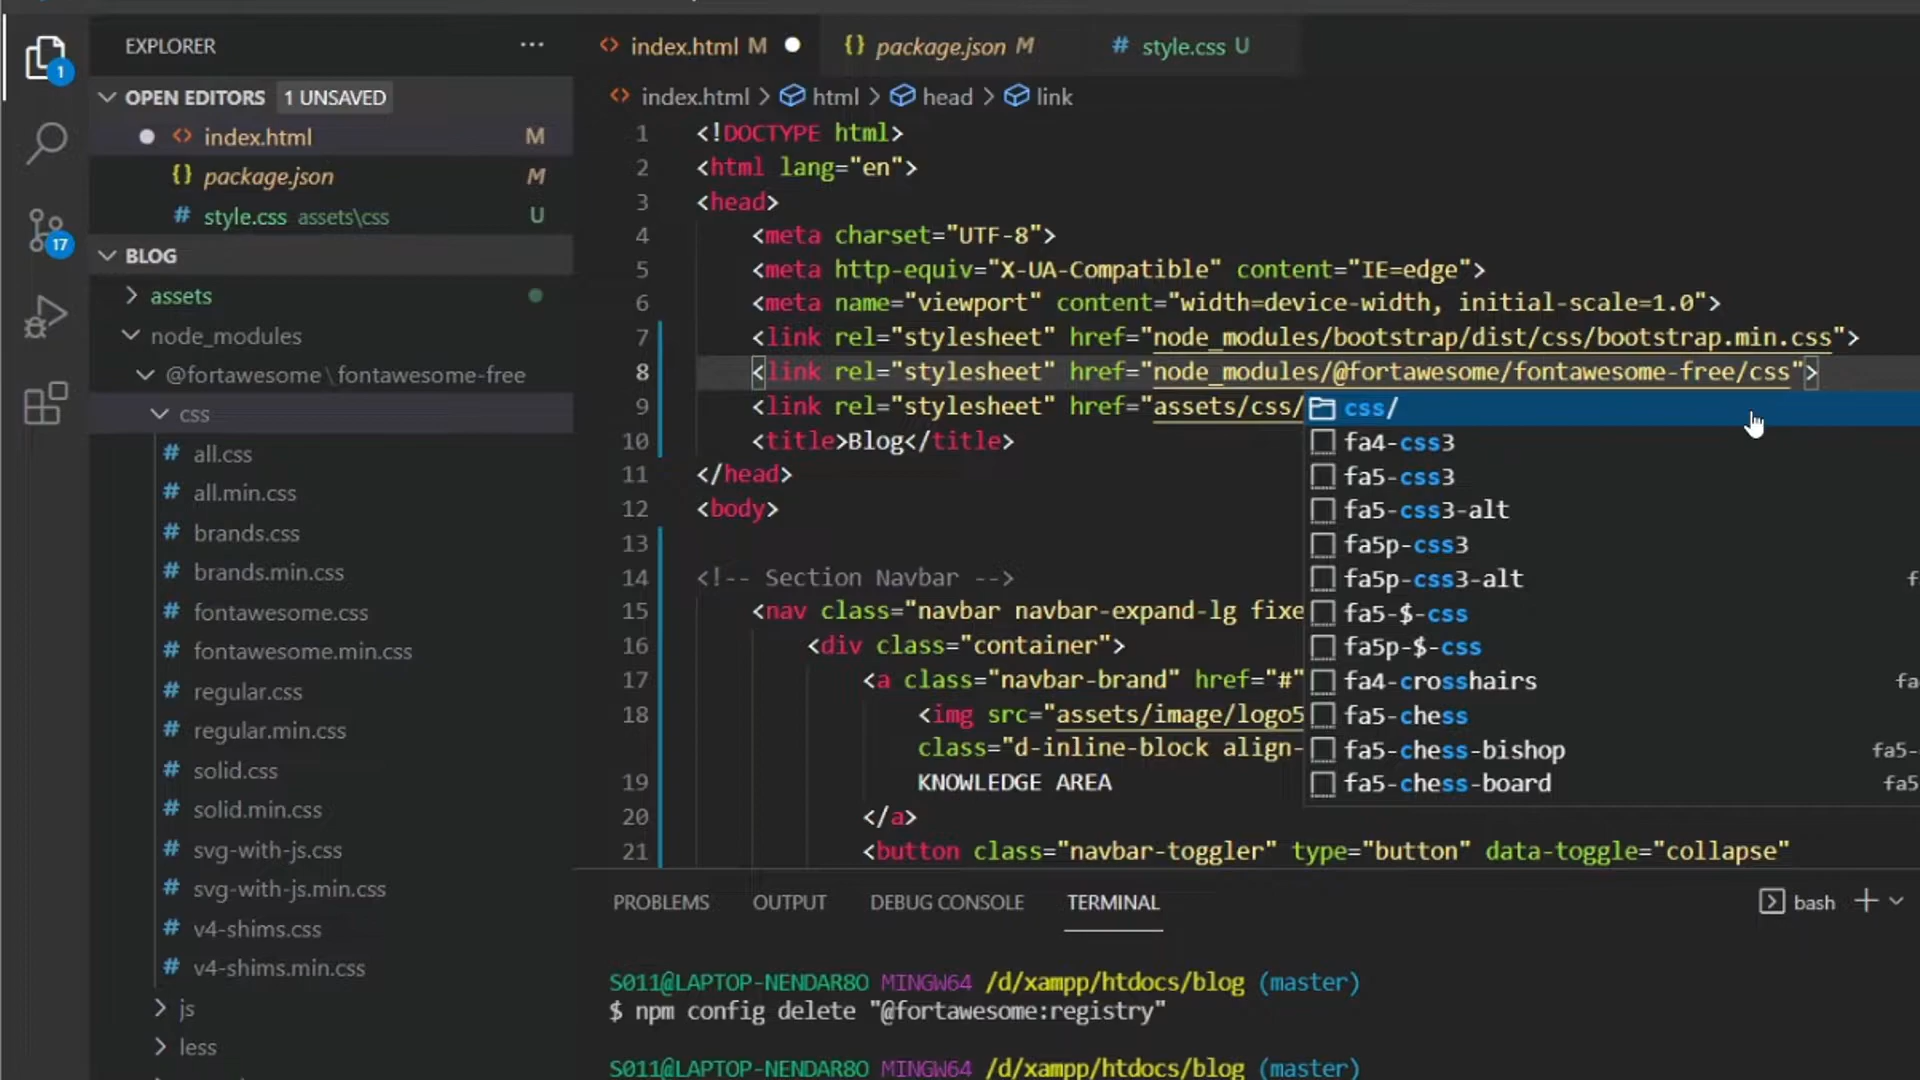 EXPLORER
OPEN EDITORS 1 UNSAVED
index.html M
package.json M
style.css assets\css U
BLOG
assets
node_modules
@fortawesome\fontawesome-free
css
all.css
all.min.css
brands.css
brands.min.css
fontawesome.css
fontawesome.min.css
regular.css
regular.min.css
solid.css
solid.min.css
svg-with-js.css
svg-with-js.min.css
v4-shims.css
v4-shims.min.css
js
less
1
17
index.html M
package.json M
style.css U
index.html > html > head > link
1 <!DOCTYPE html>
2 <html lang="en">
3 <head>
4 <meta charset="UTF-8">
5 <meta http-equiv="X-UA-Compatible" content="IE=edge">
6 <meta name="viewport" content="width=device-width, initial-scale=1.0">
7 <link rel="stylesheet" href="node_modules/bootstrap/dist/css/bootstrap.min.css">
8 <link rel="stylesheet" href="node_modules/@fortawesome/fontawesome-free/css">
9 <link rel="stylesheet" href="assets/css/
10 <title>Blog</title>
11 </head>
12 <body>
13
14 <!-- Section Navbar -->
15 <nav class="navbar navbar-expand-lg fixe
16 <div class="container">
17 <a class="navbar-brand" href="#"
18 <img src="assets/image/logo5
class="d-inline-block align-
19 KNOWLEDGE AREA
20 </a>
21 <button class="navbar-toggler" type="button" data-toggle="collapse"
css/
fa4-css3
fa5-css3
fa5-css3-alt
fa5p-css3
fa5p-css3-alt fa
fa5-$-css
fa5p-$-css
fa4-crosshairs fa
fa5-chess
fa5-chess-bishop fa5-
fa5-chess-board fa5
PROBLEMS OUTPUT DEBUG CONSOLE TERMINAL
bash
S011@LAPTOP-NENDAR8O MINGW64 /d/xampp/htdocs/blog (master)
$ npm config delete "@fortawesome:registry"
S011@LAPTOP-NENDAR8O MINGW64 /d/xampp/htdocs/blog (master)